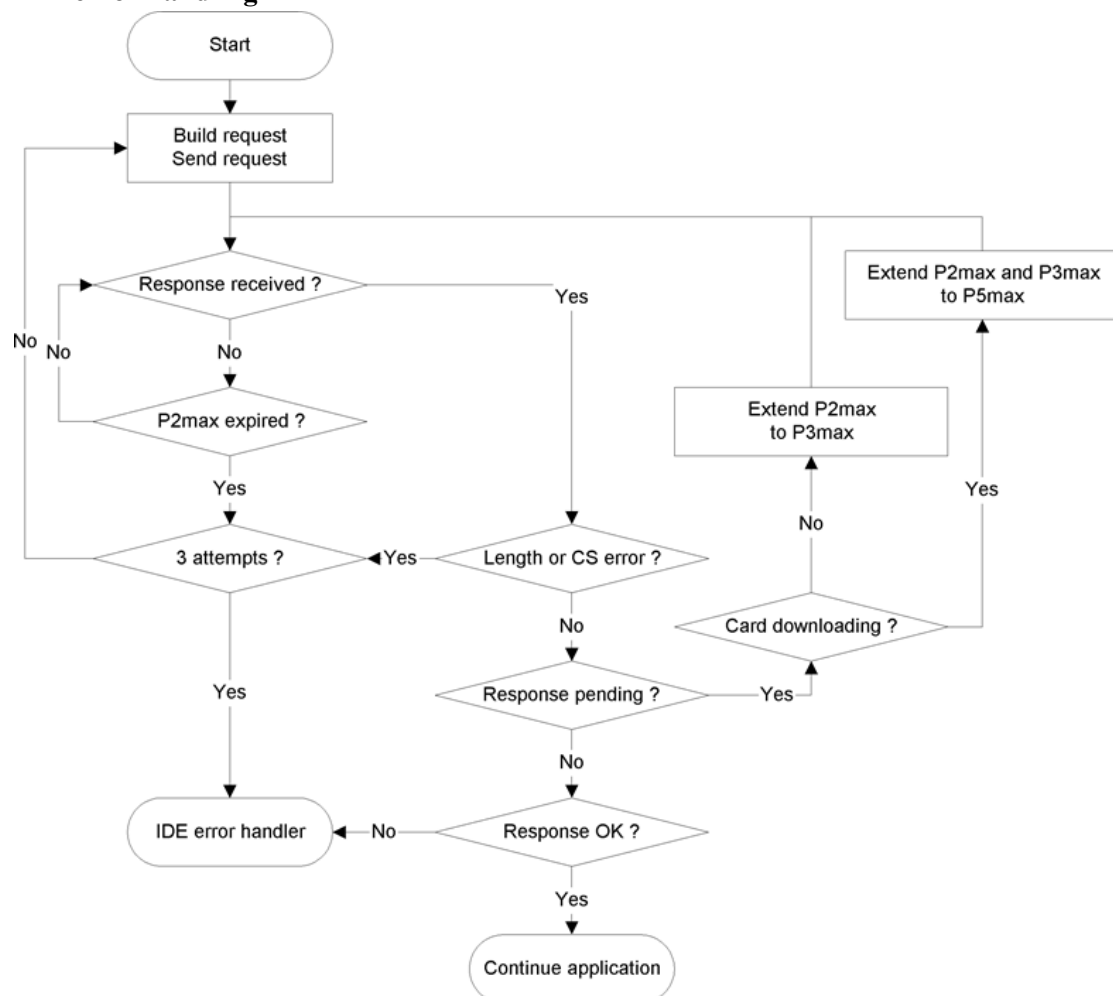 Start
Build request
Send request
Response received ?
Yes
Extend P2max and P3max
to P5max
No
No
No
P2max expired ?
Extend P2max
to P3max
Yes
Yes
No
3 attempts ?
Yes
Length or CS error ?
No
Card downloading ?
Yes
Response pending ?
Yes
No
IDE error handler
No
Response OK ?
Yes
Continue application